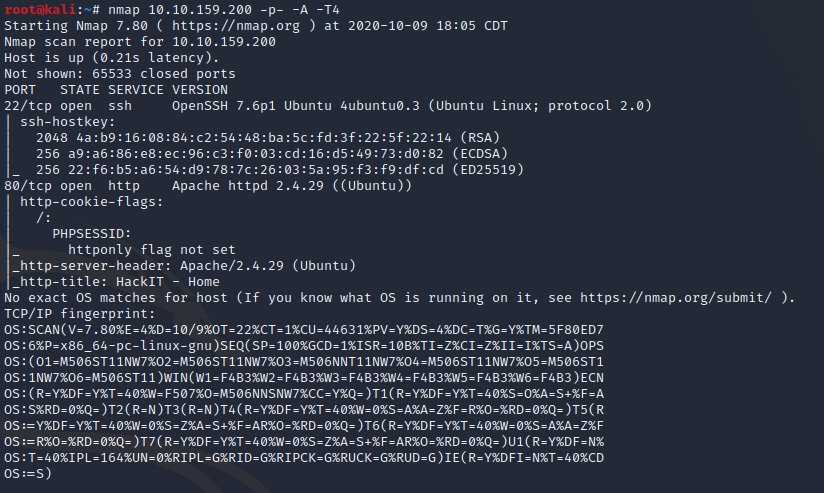 root@kali:~# nmap 10.10.159.200 -p- -A -T4
Starting Nmap 7.80 ( https://nmap.org ) at 2020-10-09 18:05 CDT
Nmap scan report for 10.10.159.200
Host is up (0.21s latency).
Not shown: 65533 closed ports
PORT   STATE SERVICE VERSION
22/tcp open  ssh     OpenSSH 7.6p1 Ubuntu 4ubuntu0.3 (Ubuntu Linux; protocol 2.0)
| ssh-hostkey:
|   2048 4a:b9:16:08:84:c2:54:48:ba:5c:fd:3f:22:5f:22:14 (RSA)
|   256 a9:a6:86:e8:ec:96:c3:f0:03:cd:16:d5:49:73:d0:82 (ECDSA)
|_  256 22:f6:b5:a6:54:d9:78:7c:26:03:5a:95:f3:f9:df:cd (ED25519)
80/tcp open  http    Apache httpd 2.4.29 ((Ubuntu))
| http-cookie-flags:
|   /:
|     PHPSESSID:
|_      httponly flag not set
|_http-server-header: Apache/2.4.29 (Ubuntu)
|_http-title: HackIT - Home
No exact OS matches for host (If you know what OS is running on it, see https://nmap.org/submit/ ).
TCP/IP fingerprint:
OS:SCAN(V=7.80%E=4%D=10/9%OT=22%CT=1%CU=44631%PV=Y%DS=4%DC=T%G=Y%TM=5F80ED7
OS:6%P=x86_64-pc-linux-gnu)SEQ(SP=100%GCD=1%ISR=10B%TI=Z%CI=Z%II=I%TS=A)OPS
OS:(O1=M506ST11NW7%O2=M506ST11NW7%O3=M506NNT11NW7%O4=M506ST11NW7%O5=M506ST1
OS:1NW7%O6=M506ST11)WIN(W1=F4B3%W2=F4B3%W3=F4B3%W4=F4B3%W5=F4B3%W6=F4B3)ECN
OS:(R=Y%DF=Y%T=40%W=F507%O=M506NNSNW7%CC=Y%Q=)T1(R=Y%DF=Y%T=40%S=O%A=S+%F=A
OS:S%RD=0%Q=)T2(R=N)T3(R=N)T4(R=Y%DF=Y%T=40%W=0%S=A%A=Z%F=R%O=%RD=0%Q=)T5(R
OS:=Y%DF=Y%T=40%W=0%S=Z%A=S+%F=AR%O=%RD=0%Q=)T6(R=Y%DF=Y%T=40%W=0%S=A%A=Z%F
OS:=R%O=%RD=0%Q=)T7(R=Y%DF=Y%T=40%W=0%S=Z%A=S+%F=AR%O=%RD=0%Q=)U1(R=Y%DF=N%
OS:T=40%IPL=164%UN=0%RIPL=G%RID=G%RIPCK=G%RUCK=G%RUD=G)IE(R=Y%DFI=N%T=40%CD
OS:=S)